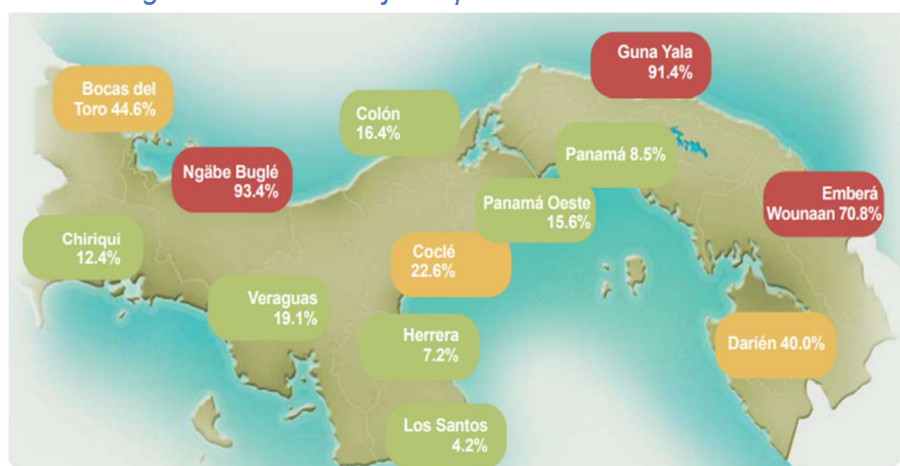 Guna Yala
91.4%
Bocas del
Toro 44.6%
Colón
16.4%
Panamá 8.5%
Ngäbe Buglé
93.4%
Emberá
Wounaan 70.8%
Panamá Oeste
15.6%
Chiriquí
12.4%
Coclé
22.6%
Veraguas
19.1%
Herrera
7.2%
Darién 40.0%
Los Santos
4.2%